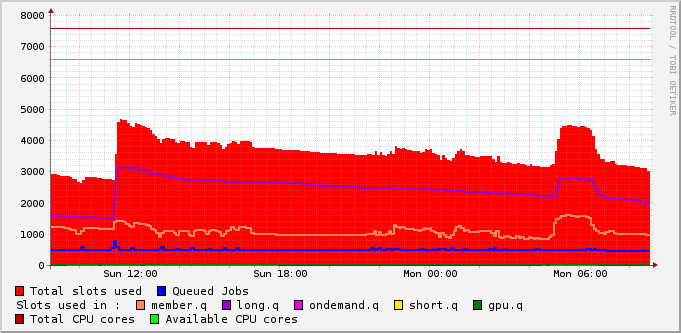 8000
7000
6000
5000
4000
3000
2000
1000
0
Sun 12:00 Sun 18:00 Mon 00:00 Mon 06:00
RRDTOOL / TOBI OETIKER
Total slots used Queued Jobs
Slots used in : member.q long.q ondemand.q short.q gpu.q
Total CPU cores Available CPU cores